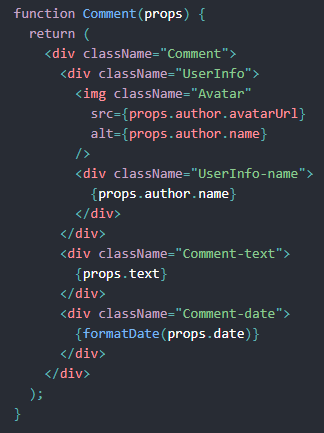 function Comment(props) {
  return (
    <div className="Comment">
      <div className="UserInfo">
        <img className="Avatar"
          src={props.author.avatarUrl}
          alt={props.author.name}
        />
        <div className="UserInfo-name">
          {props.author.name}
        </div>
      </div>
      <div className="Comment-text">
        {props.text}
      </div>
      <div className="Comment-date">
        {formatDate(props.date)}
      </div>
    </div>
  );
}